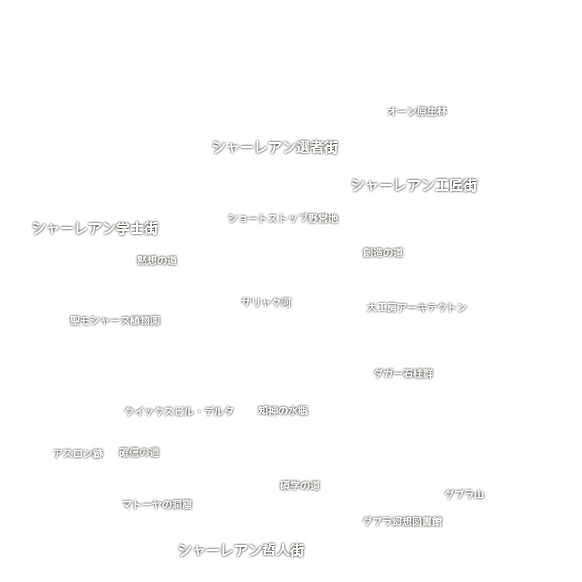 オーン原生林
シャーレアン選者街
シャーレアン工匠街
ショートストップ野営地
シャーレアン学士街
創造の道
黙想の道
サリャク河
大工房アーキテクトン
聖モシャーヌ植物園
ダガー石柱群
クイックスピル・デルタ
知神の水瓶
アスロン跡
確信の道
碩学の道
グブラ山
マトーヤの洞窟
グブラ幻想図書館
シャーレアン哲人街